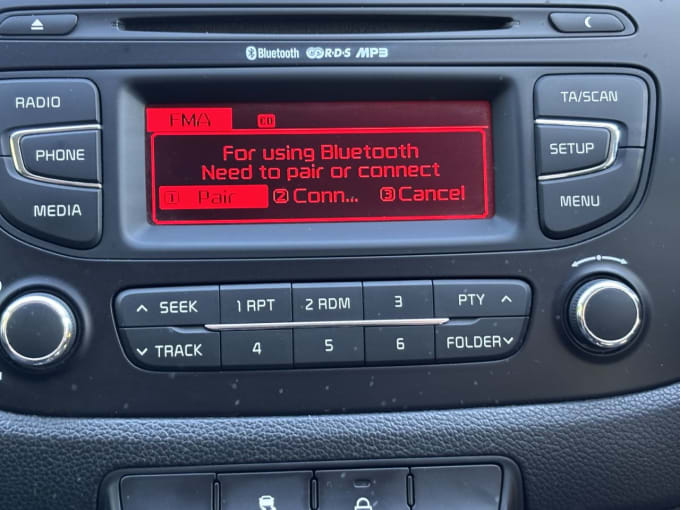 Bluetooth R·D·S MP3
RADIO
PHONE
MEDIA
FMA CD
For using Bluetooth
Need to pair or connect
1 Pair 2 Conn... 3 Cancel
TA/SCAN
SETUP
MENU
SEEK 1 RPT 2 RDM 3 PTY
TRACK 4 5 6 FOLDER